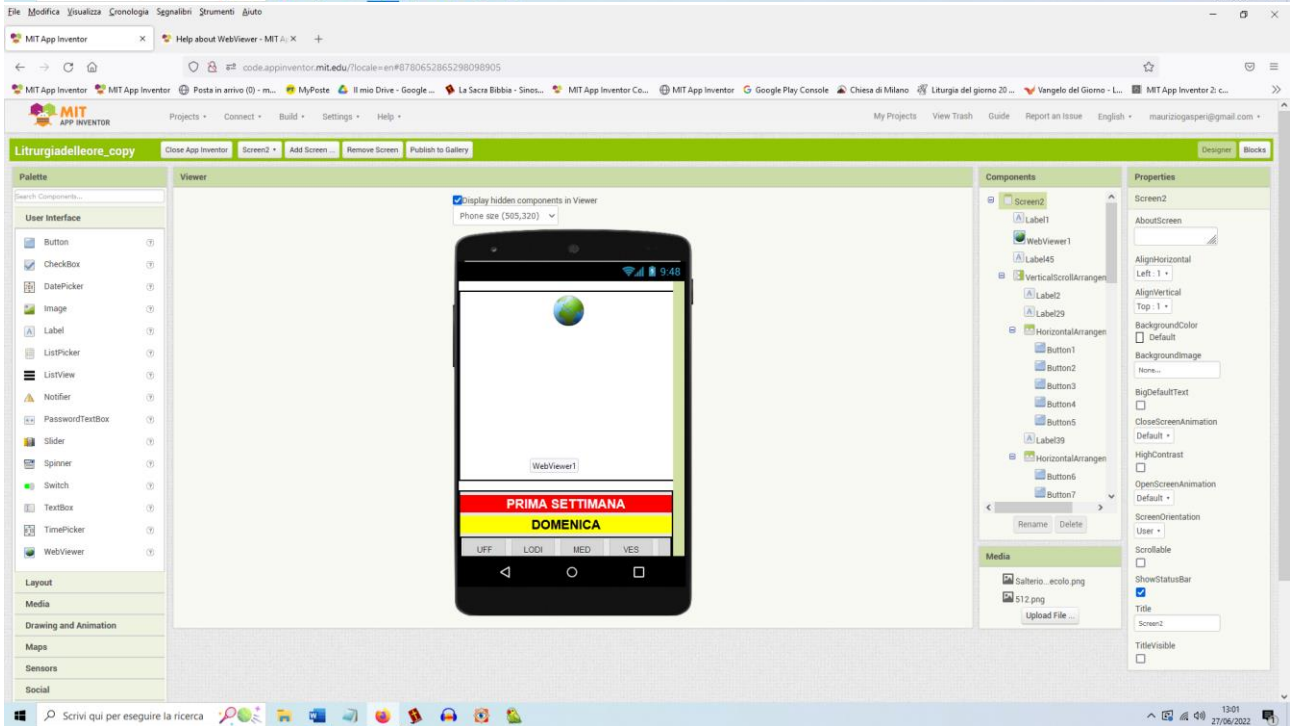 File Modifica Visualizza Cronologia Segnalibri Strumenti Aiuto
MIT App Inventor × Help about WebViewer - MIT A ×
code.appinventor.mit.edu/?locale=en#8780652865298098905
MIT App Inventor MIT App Inventor Posta in arrivo (0) - m... MyPoste Il mio Drive - Google ... La Sacra Bibbia - Sinos... MIT App Inventor Co... MIT App Inventor Google Play Console Chiesa di Milano Liturgia del giorno 20 ... Vangelo del Giorno - L... MIT App Inventor 2: c...
MIT
APP INVENTOR
Projects Connect Build Settings Help My Projects View Trash Guide Report an Issue English mauriziogasperi@gmail.com
Litrurgiadelleore_copy Close App Inventor Screen2 Add Screen ... Remove Screen Publish to Gallery Designer Blocks
Palette
Search Components...
User Interface
Button
CheckBox
DatePicker
Image
Label
ListPicker
ListView
Notifier
PasswordTextBox
Slider
Spinner
Switch
TextBox
TimePicker
WebViewer
Layout
Media
Drawing and Animation
Maps
Sensors
Social
Viewer
Display hidden components in Viewer
Phone size (505,320)
9:48
WebViewer1
PRIMA SETTIMANA
DOMENICA
UFF LODI MED VES
Components
Screen2
Label1
WebViewer1
Label45
VerticalScrollArrangen
Label2
Label29
HorizontalArrangen
Button1
Button2
Button3
Button4
Button5
Label39
HorizontalArrangen
Button6
Button7
Rename Delete
Media
Salterio...ecolo.png
512.png
Upload File ...
Properties
Screen2
AboutScreen
AlignHorizontal
Left : 1
AlignVertical
Top : 1
BackgroundColor
Default
BackgroundImage
None...
BigDefaultText
CloseScreenAnimation
Default
HighContrast
OpenScreenAnimation
Default
ScreenOrientation
User
Scrollable
ShowStatusBar
Title
Screen2
TitleVisible
Scrivi qui per eseguire la ricerca
13:01
27/06/2022